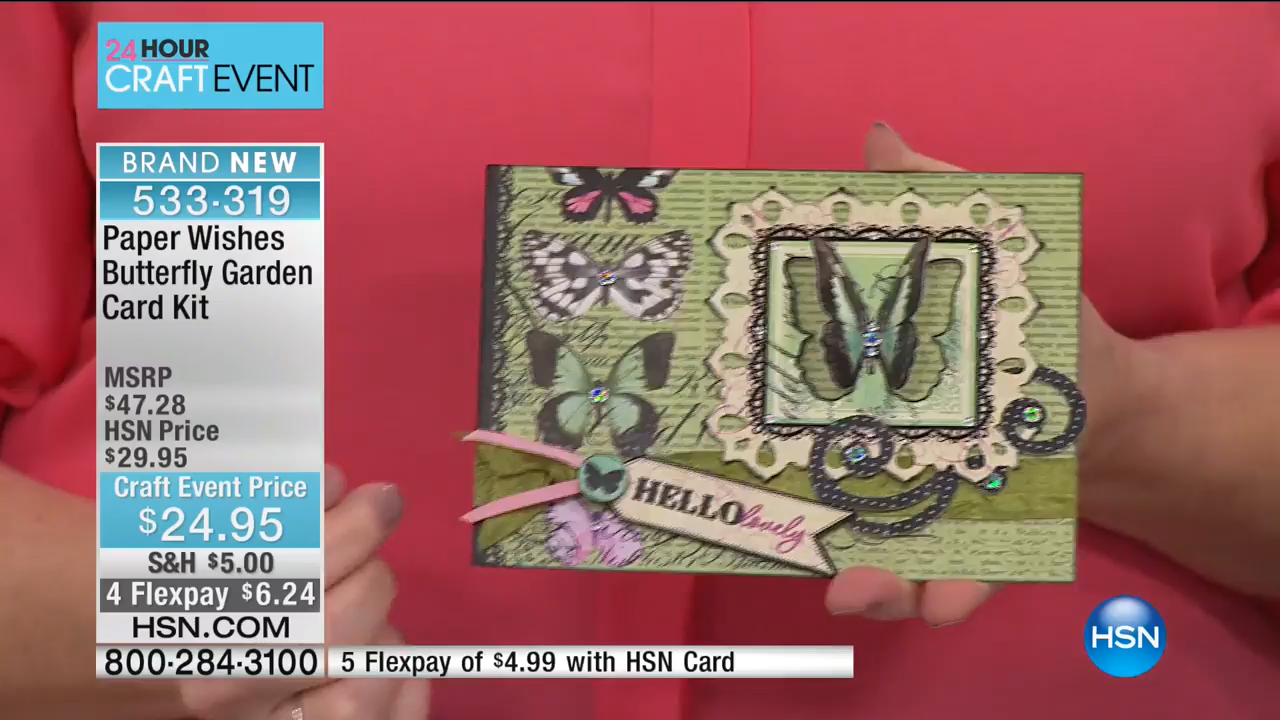 24 HOUR
CRAFT EVENT
BRAND NEW
533-319
Paper Wishes
Butterfly Garden
Card Kit
MSRP
$47.28
HSN Price
$29.95
Craft Event Price
$24.95
S&H $5.00
4 Flexpay $6.24
HSN.COM
800-284-3100
5 Flexpay of $4.99 with HSN Card
HELLO lovely
HSN